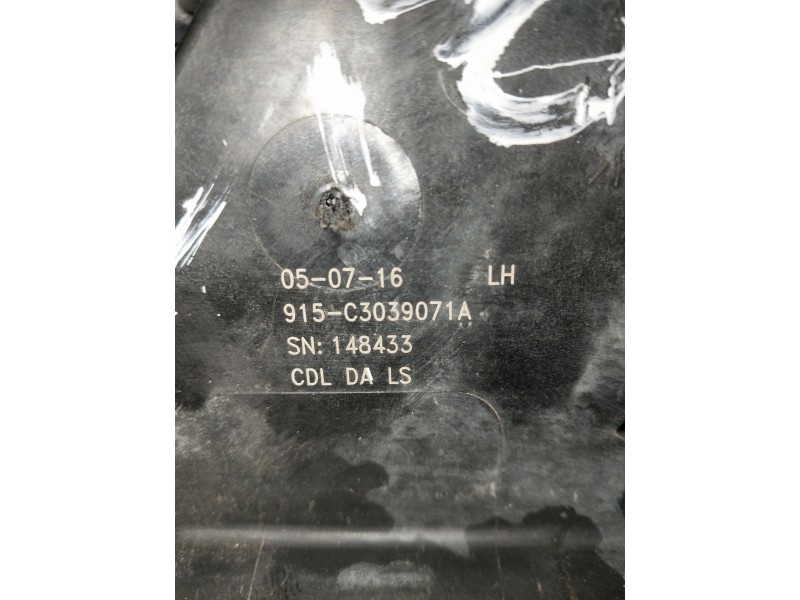 05-07-16 LH
915-C3039071A
SN: 148433
CDL DA LS